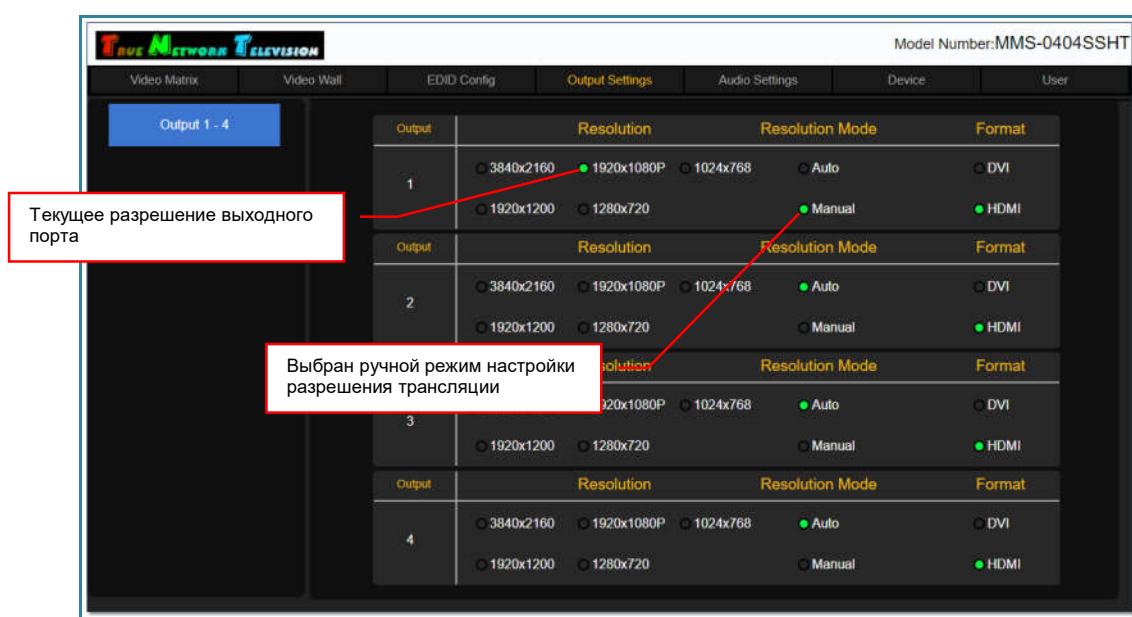 TRUE NETWORK TELEVISION
Model Number:MMS-0404SSHT
Video Matrix Video Wall EDID Config Output Settings Audio Settings Device User
Output 1 - 4
Output Resolution Resolution Mode Format
1
3840x2160 1920x1080P 1024x768 Auto DVI
1920x1200 1280x720 Manual HDMI
Текущее разрешение выходного
порта
Output Resolution Resolution Mode Format
2
3840x2160 1920x1080P 1024x768 Auto DVI
1920x1200 1280x720 Manual HDMI
Выбран ручной режим настройки
разрешения трансляции
solution Resolution Mode Format
3
920x1080P 1024x768 Auto DVI
1920x1200 1280x720 Manual HDMI
Output Resolution Resolution Mode Format
4
3840x2160 1920x1080P 1024x768 Auto DVI
1920x1200 1280x720 Manual HDMI